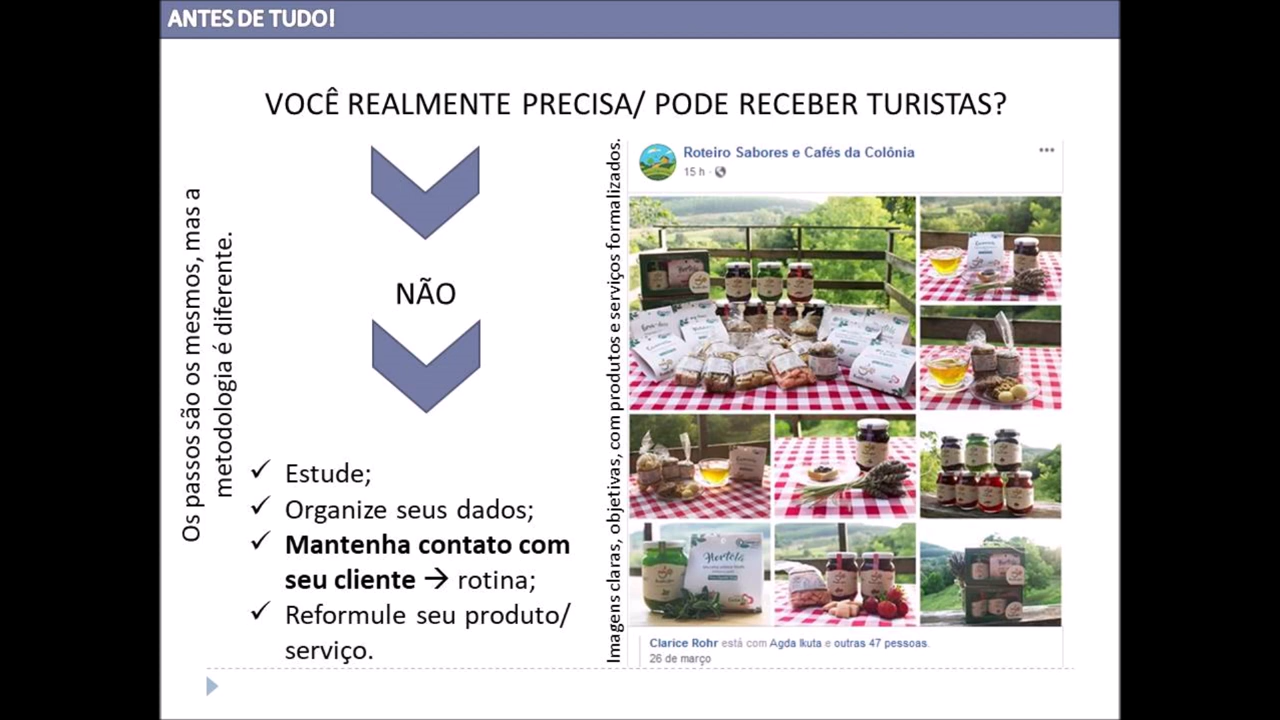 ANTES DE TUDO!
VOCÊ REALMENTE PRECISA/ PODE RECEBER TURISTAS?
Os passos são os mesmos, mas a
metodologia é diferente.
NÃO
✓ Estude;
✓ Organize seus dados;
✓ Mantenha contato com
seu cliente → rotina;
✓ Reformule seu produto/
serviço.
Imagens claras, objetivas, com produtos e serviços formalizados.
Roteiro Sabores e Cafés da Colônia
15 h
Hortelã
Clarice Rohr está com Agda Ikuta e outras 47 pessoas.
26 de março